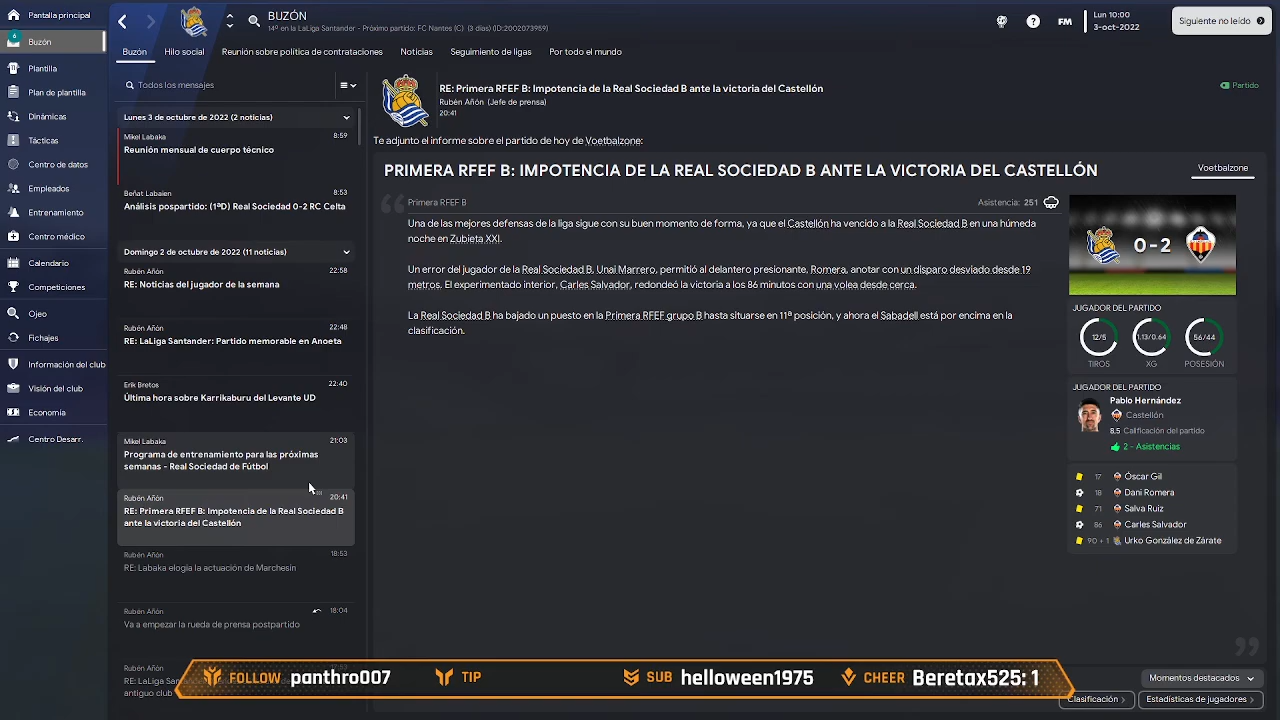 Principal
6
Buzón
Plantilla
Plan de plantilla
Dinámicas
Tácticas
Centro de datos
Empleados
Entrenamiento
Centro médico
Calendario
Competiciones
Ojeo
Fichajes
Información del club
Visión del club
Economía
Centro Desarr.
BUZÓN
14º en la LaLiga Santander - Próximo partido: FC Nantes (C) (3 días) (ID:2002073959)
?
FM
Lun 10:00
3-oct-2022
Siguiente no leído
Buzón
Hilo social
Reunión sobre política de contrataciones
Noticias
Seguimiento de ligas
Por todo el mundo
Todos los mensajes
Lunes 3 de octubre de 2022 (2 noticias)
Mikel Labaka 8:59
Reunión mensual de cuerpo técnico
Beñat Labaien 8:53
Análisis pospartido: (1ªD) Real Sociedad 0-2 RC Celta
Domingo 2 de octubre de 2022 (11 noticias)
Rubén Añón 22:58
RE: Noticias del jugador de la semana
Rubén Añón 22:48
RE: LaLiga Santander: Partido memorable en Anoeta
Erik Bretos 22:40
Última hora sobre Karrikaburu del Levante UD
Mikel Labaka 21:03
Programa de entrenamiento para las próximas
semanas - Real Sociedad de Fútbol
Rubén Añón 20:41
RE: Primera RFEF B: Impotencia de la Real Sociedad B
ante la victoria del Castellón
Rubén Añón 18:53
RE: Labaka elogia la actuación de Marchesín
Rubén Añón 18:04
Va a empezar la rueda de prensa postpartido
Rubén Añón 17:53
RE: LaLiga San
antiguo club
RE: Primera RFEF B: Impotencia de la Real Sociedad B ante la victoria del Castellón
Rubén Añón (Jefe de prensa)
20:41
Partido
Te adjunto el informe sobre el partido de hoy de Voetbalzone:
PRIMERA RFEF B: IMPOTENCIA DE LA REAL SOCIEDAD B ANTE LA VICTORIA DEL CASTELLÓN
Voetbalzone
Primera RFEF B
Asistencia: 251
Una de las mejores defensas de la liga sigue con su buen momento de forma, ya que el Castellón ha vencido a la Real Sociedad B en una húmeda
noche en Zubieta XXI.
Un error del jugador de la Real Sociedad B, Unai Marrero, permitió al delantero presionante, Romera, anotar con un disparo desviado desde 19
metros. El experimentado interior, Carles Salvador, redondeó la victoria a los 86 minutos con una volea desde cerca.
La Real Sociedad B ha bajado un puesto en la Primera RFEF grupo B hasta situarse en 11ª posición, y ahora el Sabadell está por encima en la
clasificación.
0 - 2
JUGADOR DEL PARTIDO
12/5
1.13/0.64
56/44
TIROS
XG
POSESIÓN
JUGADOR DEL PARTIDO
Pablo Hernández
Castellón
8.5 Calificación del partido
2 - Asistencias
17 Óscar Gil
18 Dani Romera
71 Salva Ruiz
86 Carles Salvador
90 + 1 Urko González de Zárate
Momentos destacados
Clasificación
Estadísticas de jugadores
FOLLOW panthro007
TIP
SUB helloween1975
CHEER Beretax525: 1